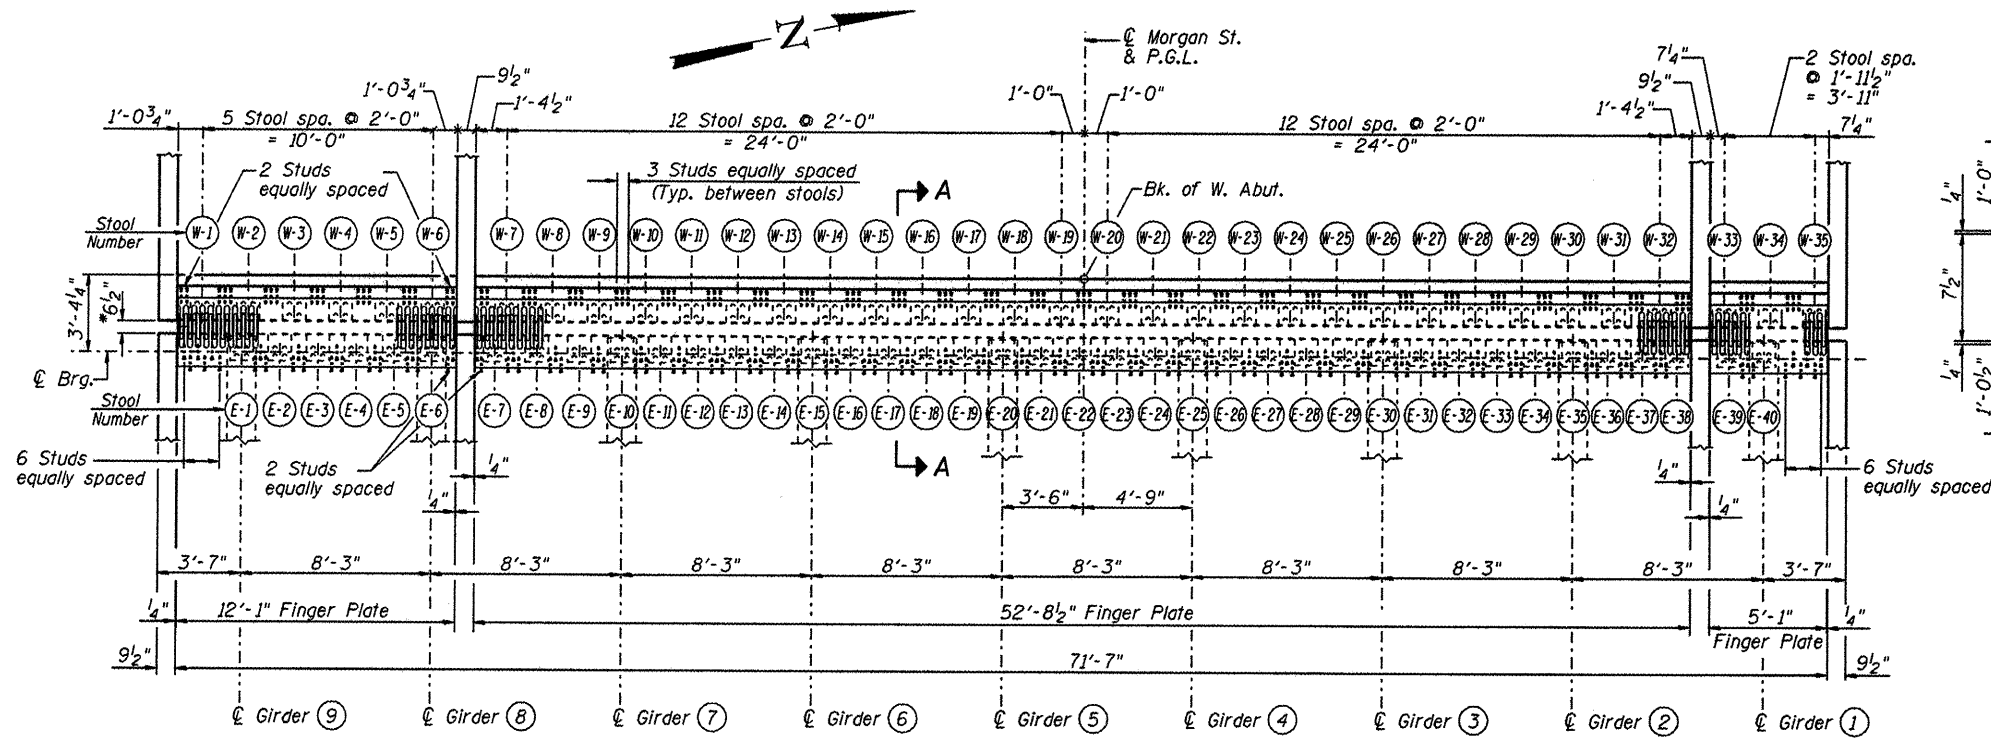 N
℄ Morgan St.
& P.G.L.
1'-0¾"
5 Stool spa. @ 2'-0"
= 10'-0"
1'-0¾"
9½"
1'-4½"
12 Stool spa. @ 2'-0"
= 24'-0"
1'-0"
1'-0"
12 Stool spa. @ 2'-0"
= 24'-0"
1'-4½"
9½"
7¼"
2 Stool spa.
@ 1'-11½"
= 3'-11"
7¼"
2 Studs
equally spaced
3 Studs equally spaced
(Typ. between stools)
A
Bk. of W. Abut.
Stool
Number
W-1 W-2 W-3 W-4 W-5 W-6 W-7 W-8 W-9 W-10 W-11 W-12 W-13 W-14 W-15 W-16 W-17 W-18 W-19 W-20 W-21 W-22 W-23 W-24 W-25 W-26 W-27 W-28 W-29 W-30 W-31 W-32 W-33 W-34 W-35
3'-4¼"
*6½"
¼"
1'-0"
7½"
¼"
1'-0½"
℄ Brg.
Stool
Number
E-1 E-2 E-3 E-4 E-5 E-6 E-7 E-8 E-9 E-10 E-11 E-12 E-13 E-14 E-15 E-16 E-17 E-18 E-19 E-20 E-21 E-22 E-23 E-24 E-25 E-26 E-27 E-28 E-29 E-30 E-31 E-32 E-33 E-34 E-35 E-36 E-37 E-38 E-39 E-40
6 Studs
equally spaced
2 Studs
equally spaced
¼"
¼"
A
3'-6"
4'-9"
¼"
¼"
6 Studs
equally spaced
3'-7"
8'-3"
8'-3"
8'-3"
8'-3"
8'-3"
8'-3"
8'-3"
8'-3"
3'-7"
¼"
12'-1" Finger Plate
52'-8½" Finger Plate
5'-1"
Finger Plate
¼"
9½"
71'-7"
9½"
℄ Girder 9
℄ Girder 8
℄ Girder 7
℄ Girder 6
℄ Girder 5
℄ Girder 4
℄ Girder 3
℄ Girder 2
℄ Girder 1